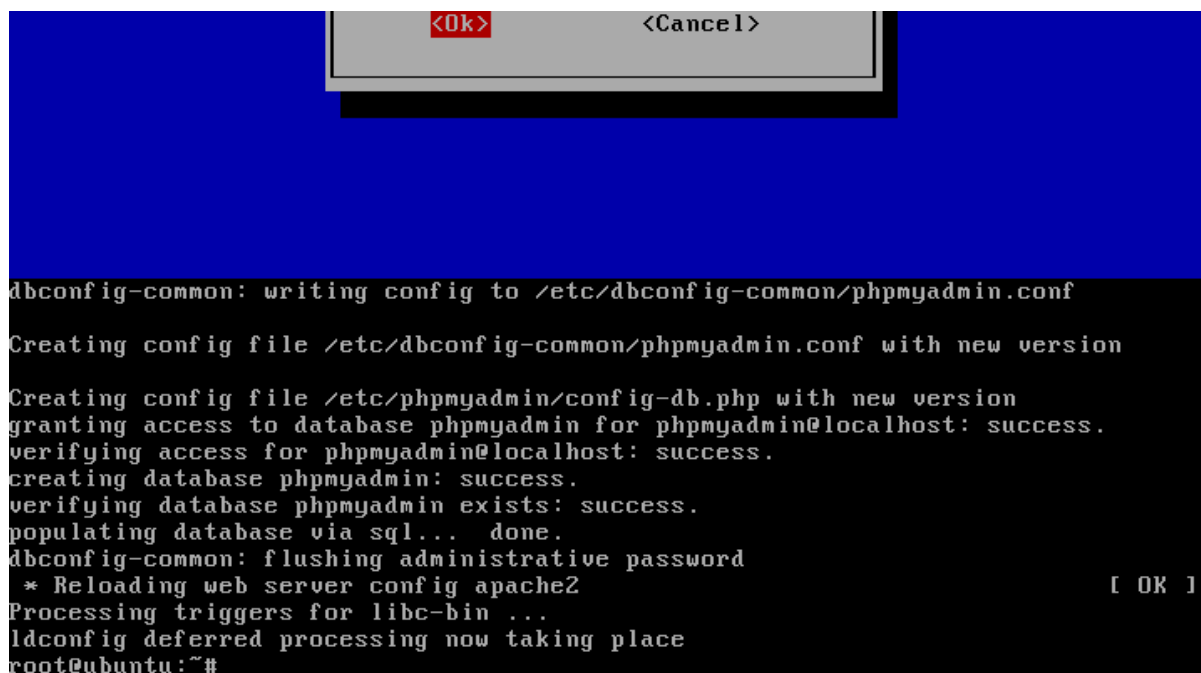 <Ok> <Cancel>
dbconfig-common: writing config to /etc/dbconfig-common/phpmyadmin.conf
Creating config file /etc/dbconfig-common/phpmyadmin.conf with new version
Creating config file /etc/phpmyadmin/config-db.php with new version
granting access to database phpmyadmin for phpmyadmin@localhost: success.
verifying access for phpmyadmin@localhost: success.
creating database phpmyadmin: success.
verifying database phpmyadmin exists: success.
populating database via sql... done.
dbconfig-common: flushing administrative password
* Reloading web server config apache2 [ OK ]
Processing triggers for libc-bin ...
ldconfig deferred processing now taking place
root@ubuntu:~#